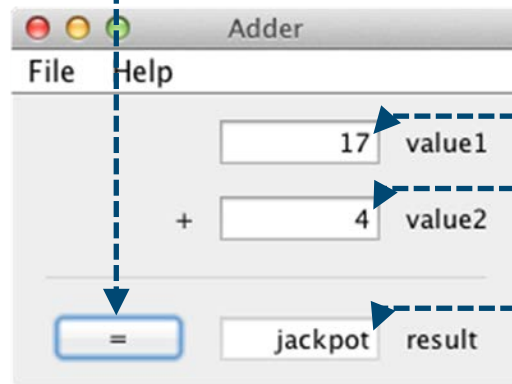 Adder
File Help
17 value1
+ 4 value2
= jackpot result